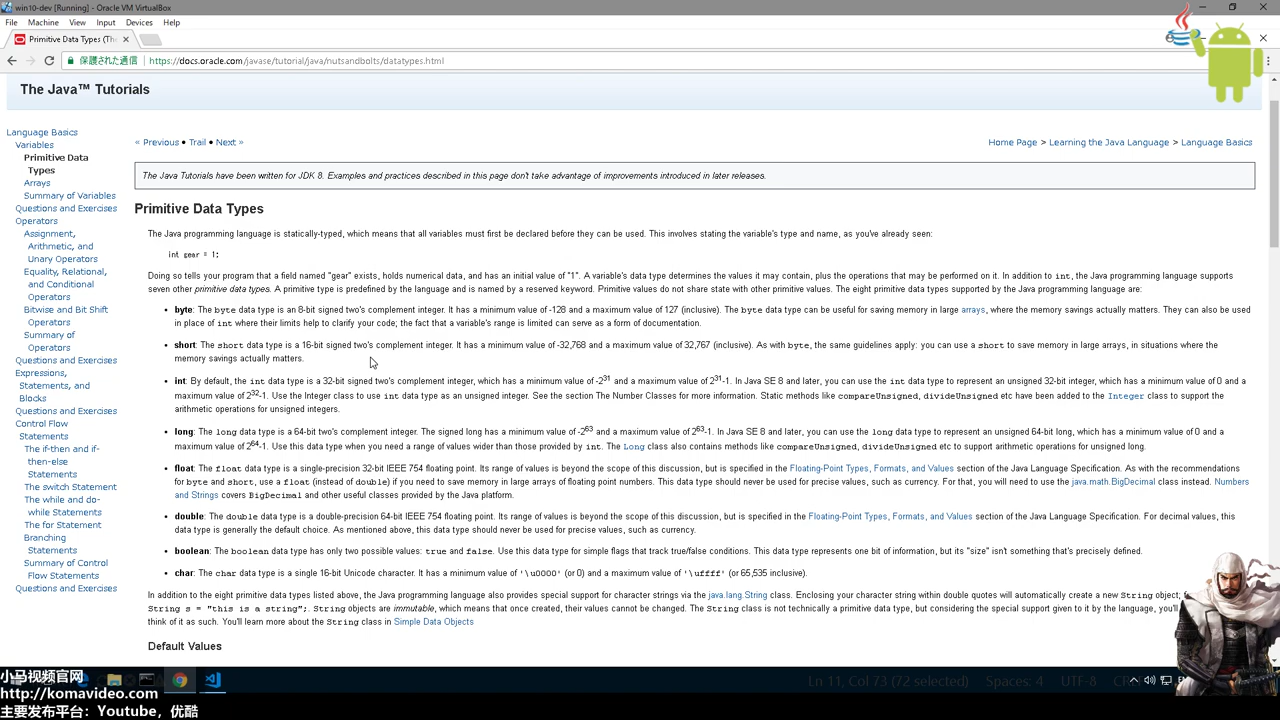 win10-dev [Running] - Oracle VM VirtualBox
File Machine View Input Devices Help
Primitive Data Types (The
保護された通信 https://docs.oracle.com/javase/tutorial/java/nutsandbolts/datatypes.html
The Java™ Tutorials
Language Basics
Variables
Primitive Data
Types
Arrays
Summary of Variables
Questions and Exercises
Operators
Assignment,
Arithmetic, and
Unary Operators
Equality, Relational,
and Conditional
Operators
Bitwise and Bit Shift
Operators
Summary of
Operators
Questions and Exercises
Expressions,
Statements, and
Blocks
Questions and Exercises
Control Flow
Statements
The if-then and if-
then-else
Statements
The switch Statement
The while and do-
while Statements
The for Statement
Branching
Statements
Summary of Control
Flow Statements
Questions and Exercises
« Previous • Trail • Next »
Home Page > Learning the Java Language > Language Basics
The Java Tutorials have been written for JDK 8. Examples and practices described in this page don't take advantage of improvements introduced in later releases.
Primitive Data Types
The Java programming language is statically-typed, which means that all variables must first be declared before they can be used. This involves stating the variable's type and name, as you've already seen:
int gear = 1;
Doing so tells your program that a field named "gear" exists, holds numerical data, and has an initial value of "1". A variable's data type determines the values it may contain, plus the operations that may be performed on it. In addition to int, the Java programming language supports
seven other primitive data types. A primitive type is predefined by the language and is named by a reserved keyword. Primitive values do not share state with other primitive values. The eight primitive data types supported by the Java programming language are:
• byte: The byte data type is an 8-bit signed two's complement integer. It has a minimum value of -128 and a maximum value of 127 (inclusive). The byte data type can be useful for saving memory in large arrays, where the memory savings actually matters. They can also be used
in place of int where their limits help to clarify your code; the fact that a variable's range is limited can serve as a form of documentation.
• short: The short data type is a 16-bit signed two's complement integer. It has a minimum value of -32,768 and a maximum value of 32,767 (inclusive). As with byte, the same guidelines apply: you can use a short to save memory in large arrays, in situations where the
memory savings actually matters.
• int: By default, the int data type is a 32-bit signed two's complement integer, which has a minimum value of -2³¹ and a maximum value of 2³¹-1. In Java SE 8 and later, you can use the int data type to represent an unsigned 32-bit integer, which has a minimum value of 0 and a
maximum value of 2³²-1. Use the Integer class to use int data type as an unsigned integer. See the section The Number Classes for more information. Static methods like compareUnsigned, divideUnsigned etc have been added to the Integer class to support the
arithmetic operations for unsigned integers.
• long: The long data type is a 64-bit two's complement integer. The signed long has a minimum value of -2⁶³ and a maximum value of 2⁶³-1. In Java SE 8 and later, you can use the long data type to represent an unsigned 64-bit long, which has a minimum value of 0 and a
maximum value of 2⁶⁴-1. Use this data type when you need a range of values wider than those provided by int. The Long class also contains methods like compareUnsigned, divideUnsigned etc to support arithmetic operations for unsigned long.
• float: The float data type is a single-precision 32-bit IEEE 754 floating point. Its range of values is beyond the scope of this discussion, but is specified in the Floating-Point Types, Formats, and Values section of the Java Language Specification. As with the recommendations
for byte and short, use a float (instead of double) if you need to save memory in large arrays of floating point numbers. This data type should never be used for precise values, such as currency. For that, you will need to use the java.math.BigDecimal class instead. Numbers
and Strings covers BigDecimal and other useful classes provided by the Java platform.
• double: The double data type is a double-precision 64-bit IEEE 754 floating point. Its range of values is beyond the scope of this discussion, but is specified in the Floating-Point Types, Formats, and Values section of the Java Language Specification. For decimal values, this
data type is generally the default choice. As mentioned above, this data type should never be used for precise values, such as currency.
• boolean: The boolean data type has only two possible values: true and false. Use this data type for simple flags that track true/false conditions. This data type represents one bit of information, but its "size" isn't something that's precisely defined.
• char: The char data type is a single 16-bit Unicode character. It has a minimum value of '\u0000' (or 0) and a maximum value of '\uffff' (or 65,535 inclusive).
In addition to the eight primitive data types listed above, the Java programming language also provides special support for character strings via the java.lang.String class. Enclosing your character string within double quotes will automatically create a new String object;
String s = "this is a string";. String objects are immutable, which means that once created, their values cannot be changed. The String class is not technically a primitive data type, but considering the special support given to it by the language, you'll
think of it as such. You'll learn more about the String class in Simple Data Objects
Default Values
小马视频官网
http://komavideo.com
主要发布平台：Youtube，优酷
Ln 11, Col 73 (72 selected) Spaces: 4 UTF-8